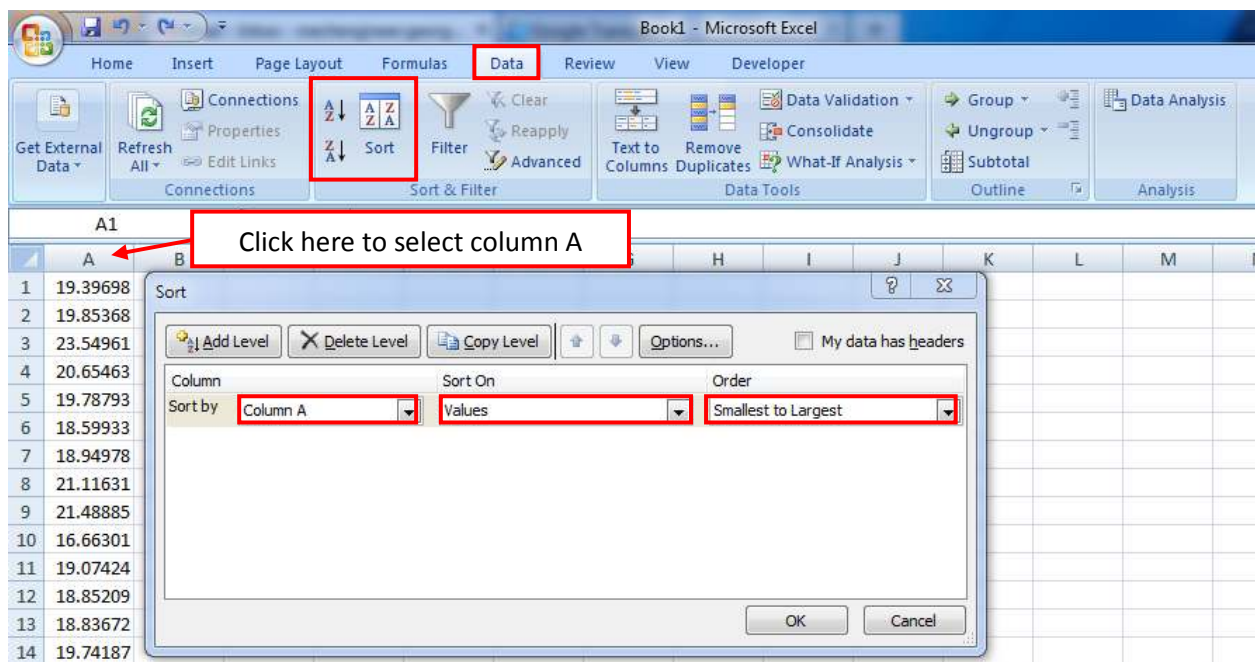 Book1 - Microsoft Excel
Home Insert Page Layout Formulas Data Review View Developer
Get External Data
Refresh All
Connections
Properties
Edit Links
Connections
A Z
Z A
Sort
Filter
Clear
Reapply
Advanced
Sort & Filter
Text to Columns
Remove Duplicates
Data Validation
Consolidate
What-If Analysis
Data Tools
Group
Ungroup
Subtotal
Outline
Data Analysis
Analysis
A1
Click here to select column A
A B H I J K L M
1 19.39698
2 19.85368
3 23.54961
4 20.65463
5 19.78793
6 18.59933
7 18.94978
8 21.11631
9 21.48885
10 16.66301
11 19.07424
12 18.85209
13 18.83672
14 19.74187
Sort
Add Level Delete Level Copy Level Options... My data has headers
Column Sort On Order
Sort by Column A Values Smallest to Largest
OK Cancel